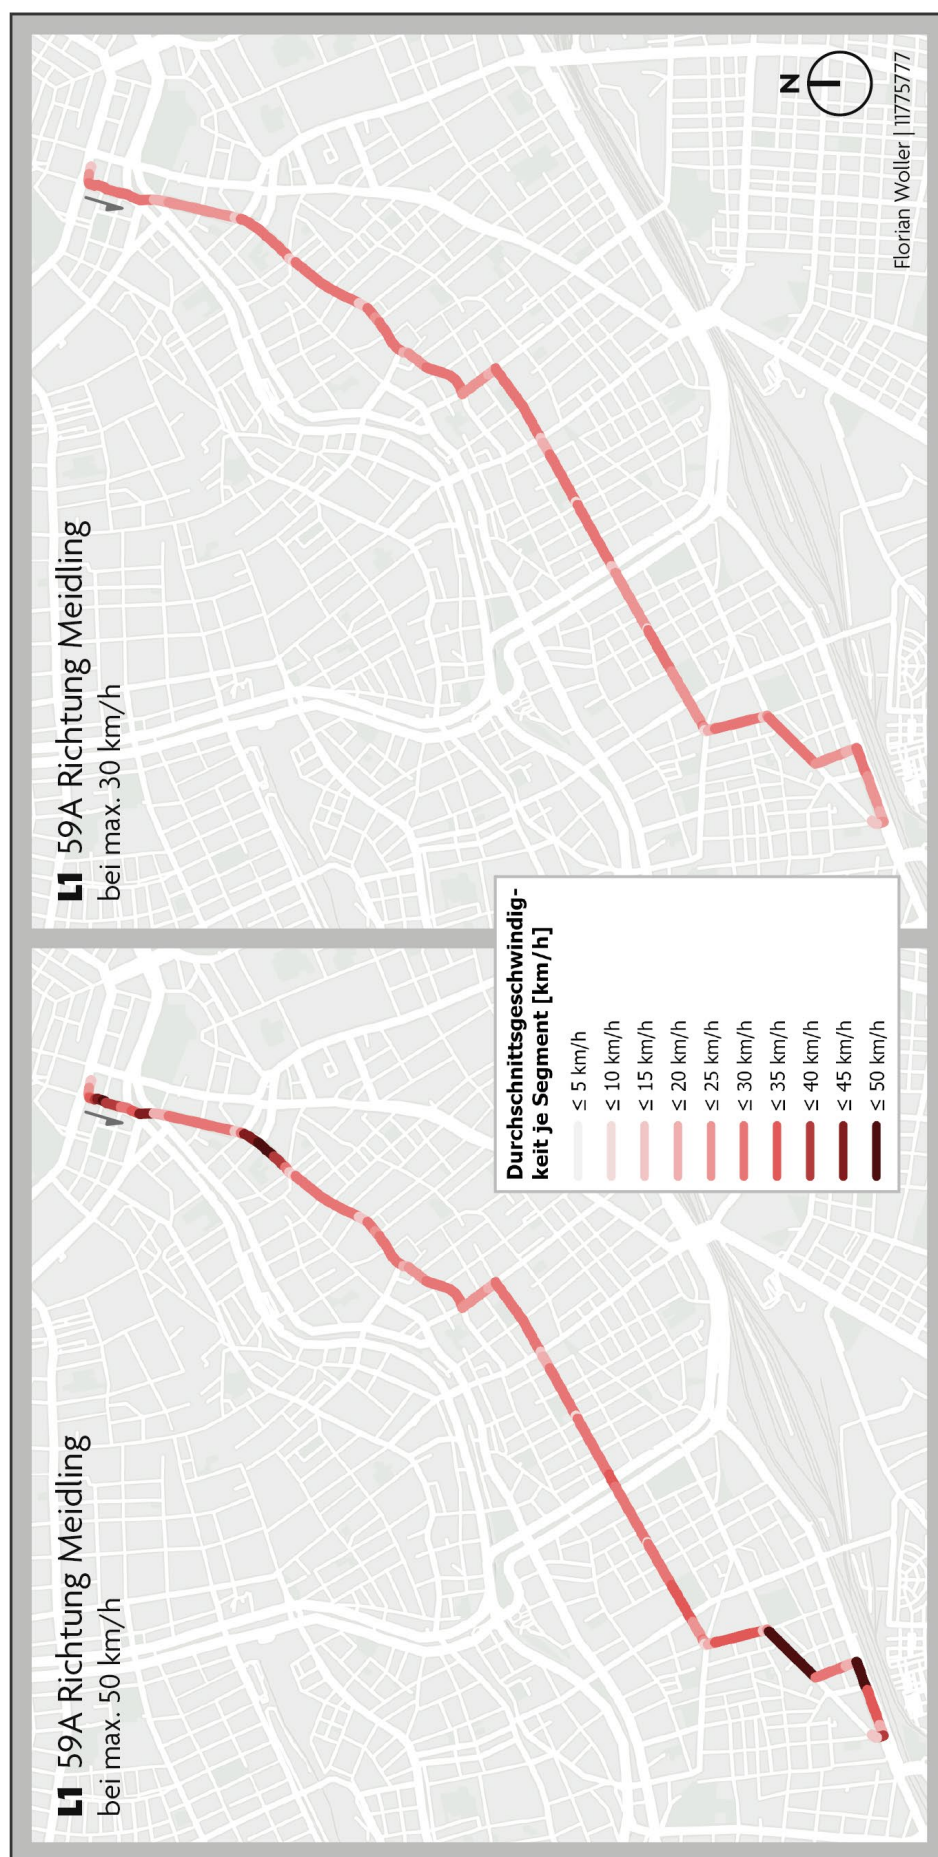 L1 59A Richtung Meidling
bei max. 50 km/h
L1 59A Richtung Meidling
bei max. 30 km/h
Durchschnittsgeschwindig-
keit je Segment [km/h]
≤ 5 km/h
≤ 10 km/h
≤ 15 km/h
≤ 20 km/h
≤ 25 km/h
≤ 30 km/h
≤ 35 km/h
≤ 40 km/h
≤ 45 km/h
≤ 50 km/h
N
Florian Woller | 11775777